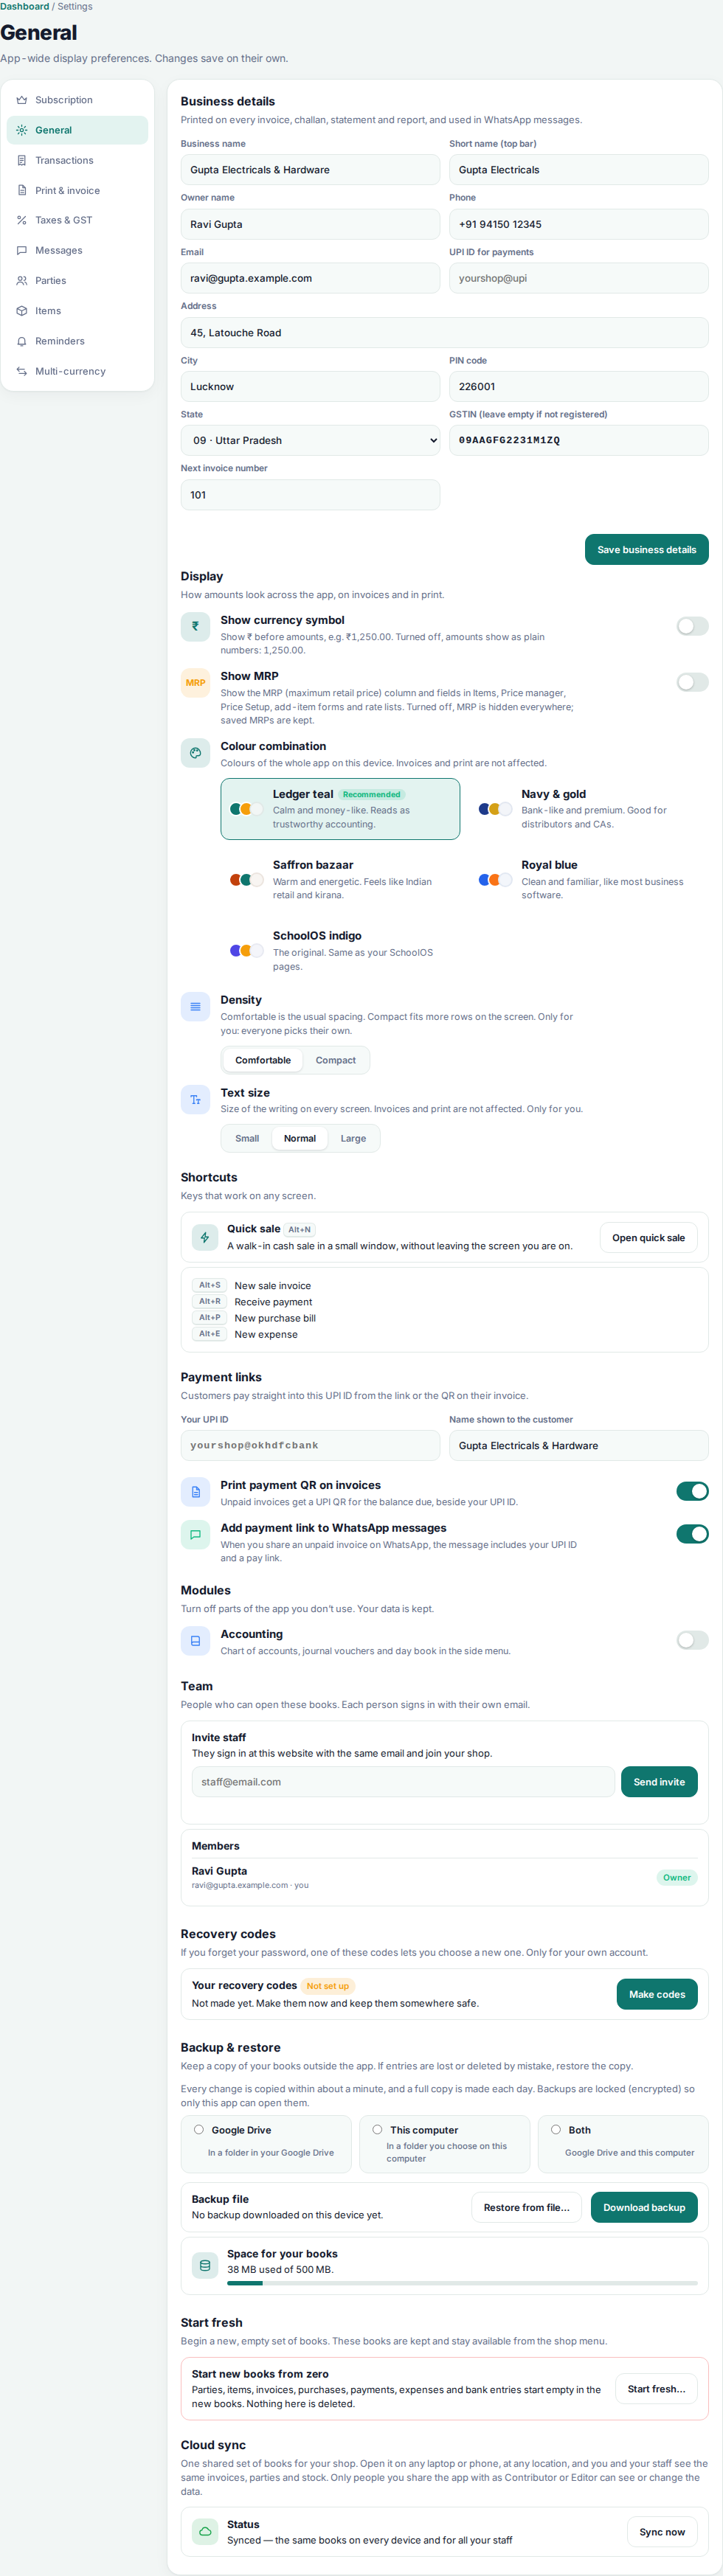 Dashboard / Settings
General
App-wide display preferences. Changes save on their own.
Subscription
General
Transactions
Print & invoice
Taxes & GST
Messages
Parties
Items
Reminders
Multi-currency
Business details
Printed on every invoice, challan, statement and report, and used in WhatsApp messages.
Business name
Short name (top bar)
Gupta Electricals & Hardware
Gupta Electricals
Owner name
Phone
Ravi Gupta
+91 94150 12345
Email
UPI ID for payments
ravi@gupta.example.com
yourshop@upi
Address
45, Latouche Road
City
PIN code
Lucknow
226001
State
GSTIN (leave empty if not registered)
09 - Uttar Pradesh
09AAGFG2231M1ZQ
Next invoice number
101
Save business details
Display
How amounts look across the app, on invoices and in print.
₹
Show currency symbol
Show ₹ before amounts, e.g. ₹1,250.00. Turned off, amounts show as plain
numbers: 1,250.00.
MRP
Show MRP
Show the MRP (maximum retail price) column and fields in Items, Price manager,
Price Setup, add-item forms and rate lists. Turned off, MRP is hidden everywhere;
saved MRPs are kept.
Colour combination
Colours of the whole app on this device. Invoices and print are not affected.
Ledger teal Recommended
Calm and money-like. Reads as
trustworthy accounting.
Navy & gold
Bank-like and premium. Good for
distributors and CAs.
Saffron bazaar
Warm and energetic. Feels like Indian
retail and kirana.
Royal blue
Clean and familiar, like most business
software.
SchoolOS indigo
The original. Same as your SchoolOS
pages.
Density
Comfortable is the usual spacing. Compact fits more rows on the screen. Only for
you: everyone picks their own.
Comfortable Compact
Text size
Size of the writing on every screen. Invoices and print are not affected. Only for you.
Small Normal Large
Shortcuts
Keys that work on any screen.
Quick sale Alt+N
A walk-in cash sale in a small window, without leaving the screen you are on.
Open quick sale
Alt+S New sale invoice
Alt+R Receive payment
Alt+P New purchase bill
Alt+E New expense
Payment links
Customers pay straight into this UPI ID from the link or the QR on their invoice.
Your UPI ID
Name shown to the customer
yourshop@okhdfcbank
Gupta Electricals & Hardware
Print payment QR on invoices
Unpaid invoices get a UPI QR for the balance due, beside your UPI ID.
Add payment link to WhatsApp messages
When you share an unpaid invoice on WhatsApp, the message includes your UPI ID
and a pay link.
Modules
Turn off parts of the app you don't use. Your data is kept.
Accounting
Chart of accounts, journal vouchers and day book in the side menu.
Team
People who can open these books. Each person signs in with their own email.
Invite staff
They sign in at this website with the same email and join your shop.
staff@email.com
Send invite
Members
Ravi Gupta
ravi@gupta.example.com · you
Owner
Recovery codes
If you forget your password, one of these codes lets you choose a new one. Only for your own account.
Your recovery codes Not set up
Not made yet. Make them now and keep them somewhere safe.
Make codes
Backup & restore
Keep a copy of your books outside the app. If entries are lost or deleted by mistake, restore the copy.
Every change is copied within about a minute, and a full copy is made each day. Backups are locked (encrypted) so
only this app can open them.
Google Drive
In a folder in your Google Drive
This computer
In a folder you choose on this
computer
Both
Google Drive and this computer
Backup file
No backup downloaded on this device yet.
Restore from file...
Download backup
Space for your books
38 MB used of 500 MB.
Start fresh
Begin a new, empty set of books. These books are kept and stay available from the shop menu.
Start new books from zero
Parties, items, invoices, purchases, payments, expenses and bank entries start empty in the
new books. Nothing here is deleted.
Start fresh...
Cloud sync
One shared set of books for your shop. Open it on any laptop or phone, at any location, and you and your staff see the
same invoices, parties and stock. Only people you share the app with as Contributor or Editor can see or change the
data.
Status
Synced — the same books on every device and for all your staff
Sync now